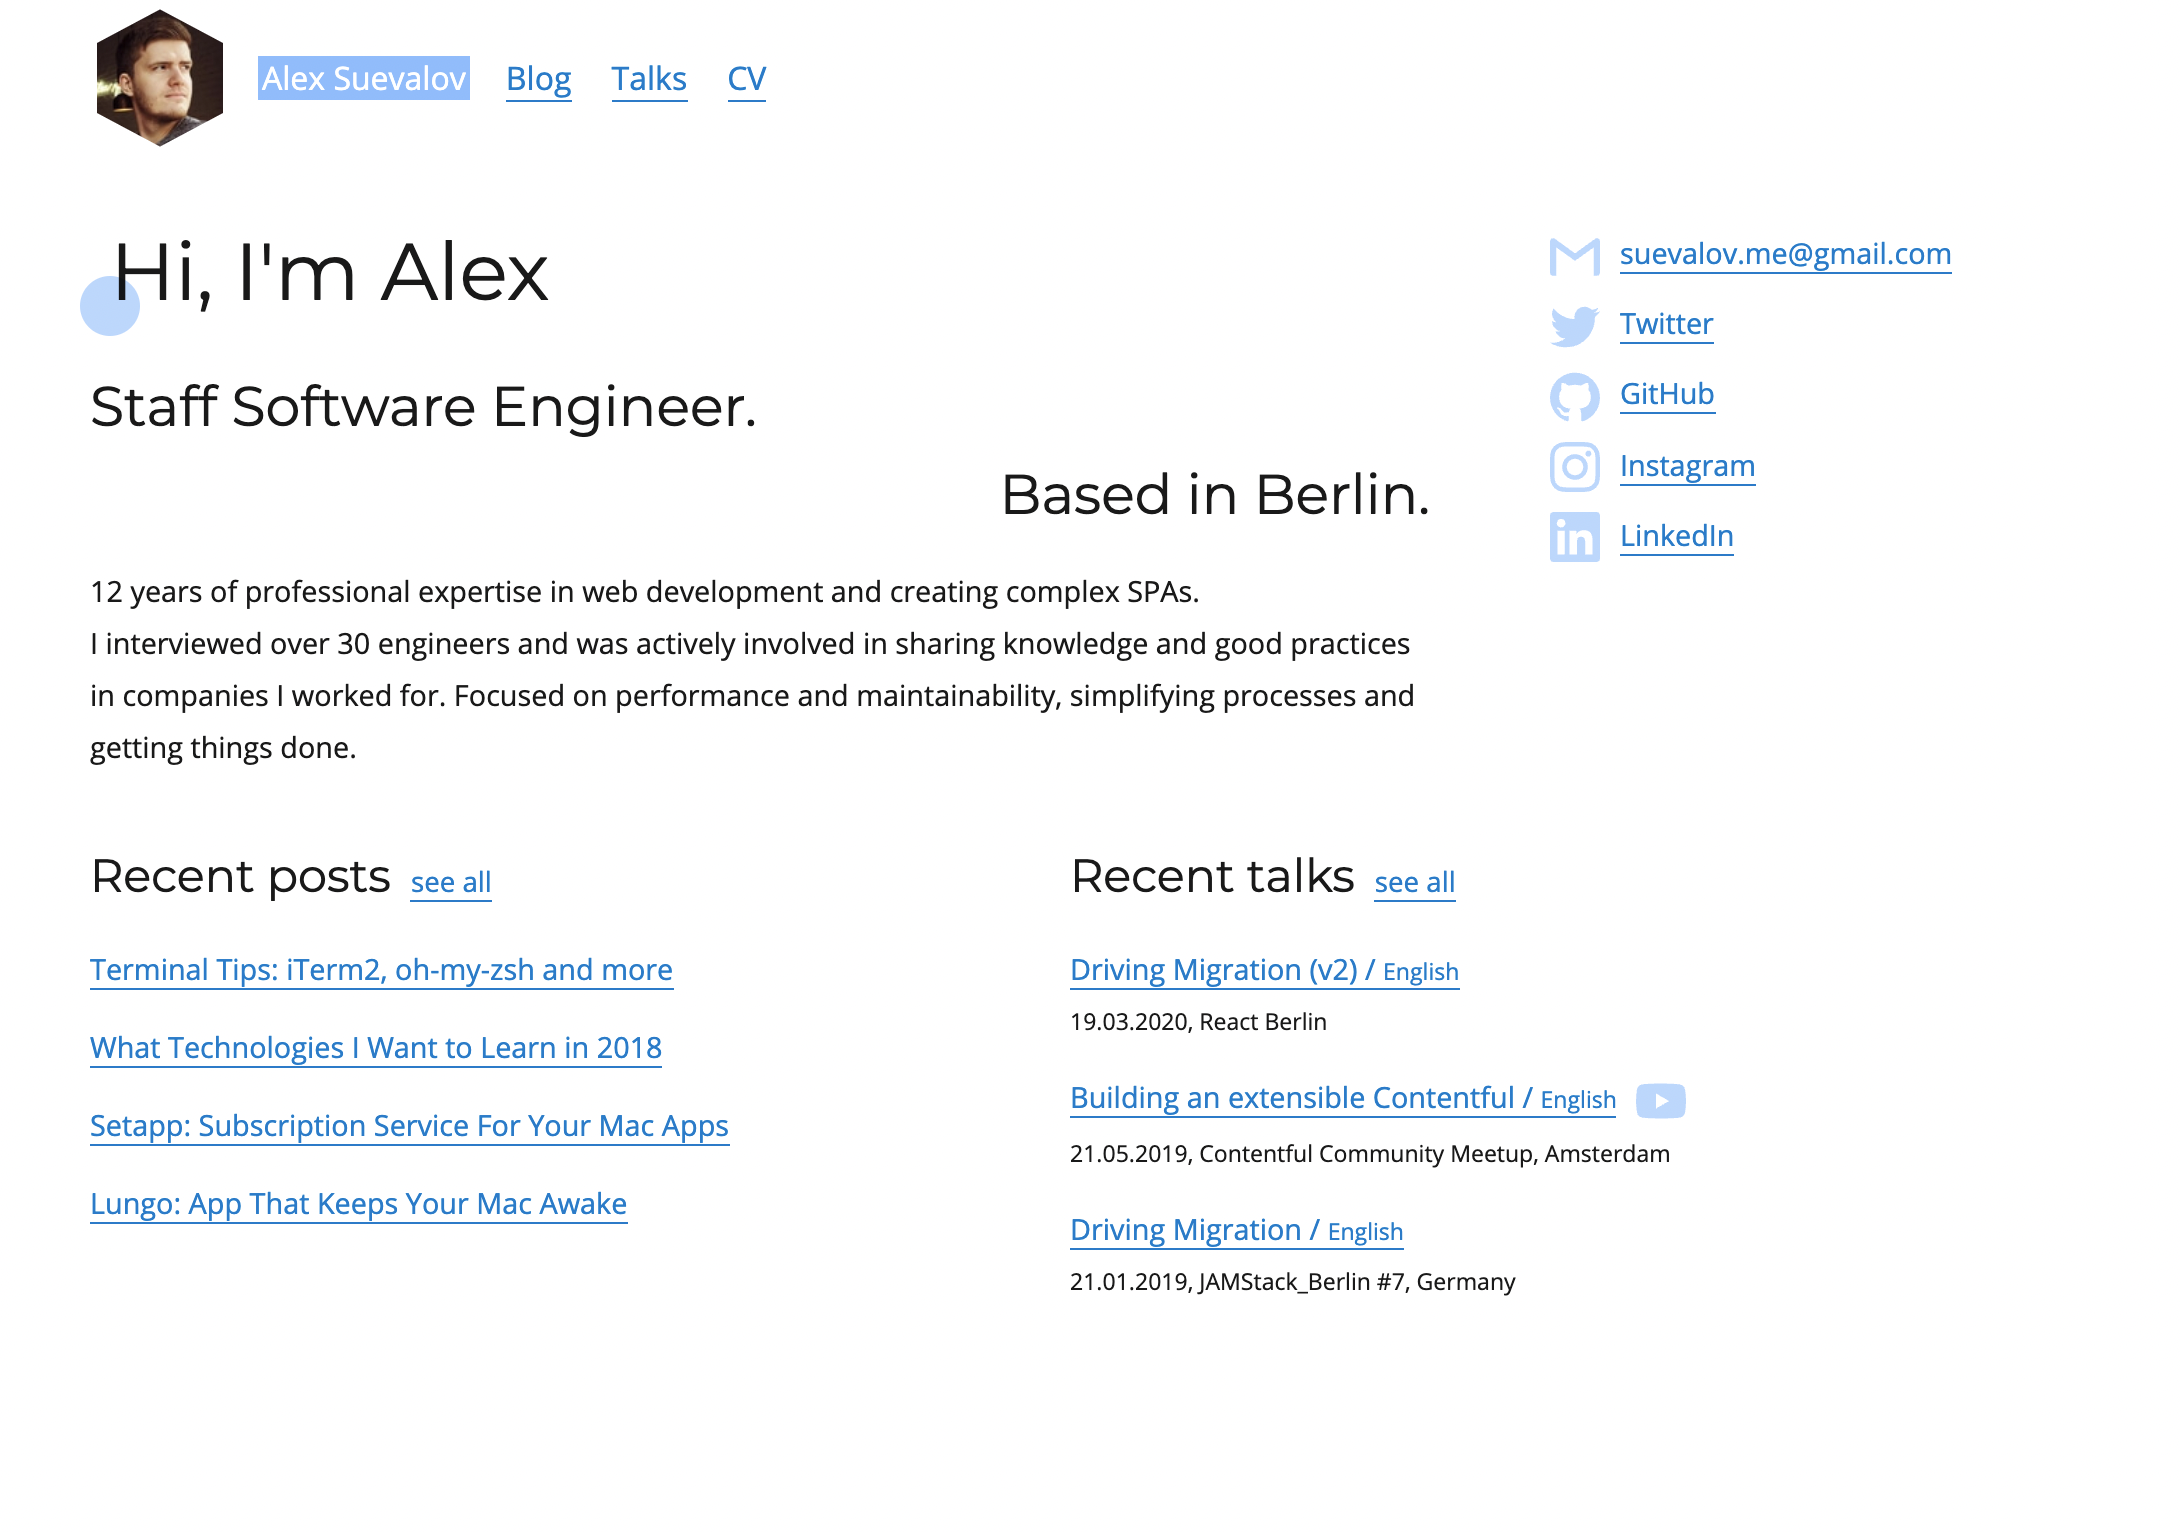 Alex Suevalov Blog Talks CV
Hi, I'm Alex
Staff Software Engineer.
Based in Berlin.
12 years of professional expertise in web development and creating complex SPAs.
I interviewed over 30 engineers and was actively involved in sharing knowledge and good practices
in companies I worked for. Focused on performance and maintainability, simplifying processes and
getting things done.
suevalov.me@gmail.com
Twitter
GitHub
Instagram
LinkedIn
Recent posts see all
Terminal Tips: iTerm2, oh-my-zsh and more
What Technologies I Want to Learn in 2018
Setapp: Subscription Service For Your Mac Apps
Lungo: App That Keeps Your Mac Awake
Recent talks see all
Driving Migration (v2) / English
19.03.2020, React Berlin
Building an extensible Contentful / English
21.05.2019, Contentful Community Meetup, Amsterdam
Driving Migration / English
21.01.2019, JAMStack_Berlin #7, Germany